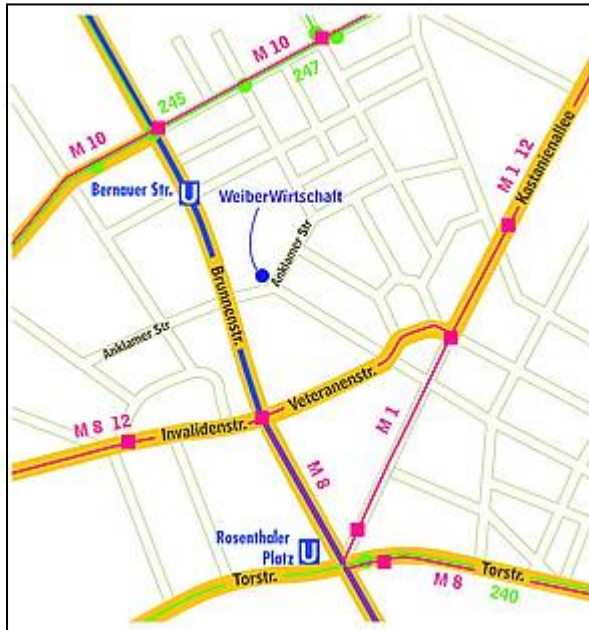 M 10
245
247
M 10
M 1 12
Kastanienallee
Bernauer Str.
U
WeiberWirtschaft
Anklamer Str
Brunnenstr.
Anklamer Str
Veteranenstr.
Invalidenstr.
M 8 12
M 1
M 8
Rosenthaler
Platz
U
Torstr.
M 8
240
Torstr.